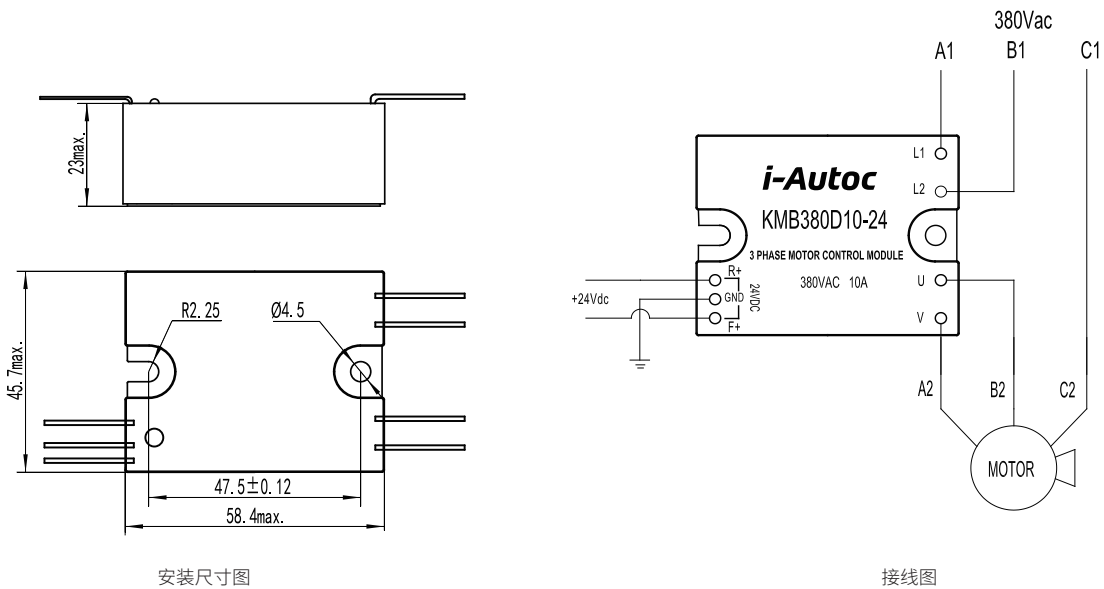 23max.
R2.25
Ø4.5
45.7max.
47.5±0.12
58.4max.
安装尺寸图
380Vac
A1
B1
C1
L1
i-Autoc
L2
KMB380D10-24
3 PHASE MOTOR CONTROL MODULE
R+
380VAC 10A
U
+24Vdc
GND
24VDC
F+
V
A2
B2
C2
MOTOR
接线图